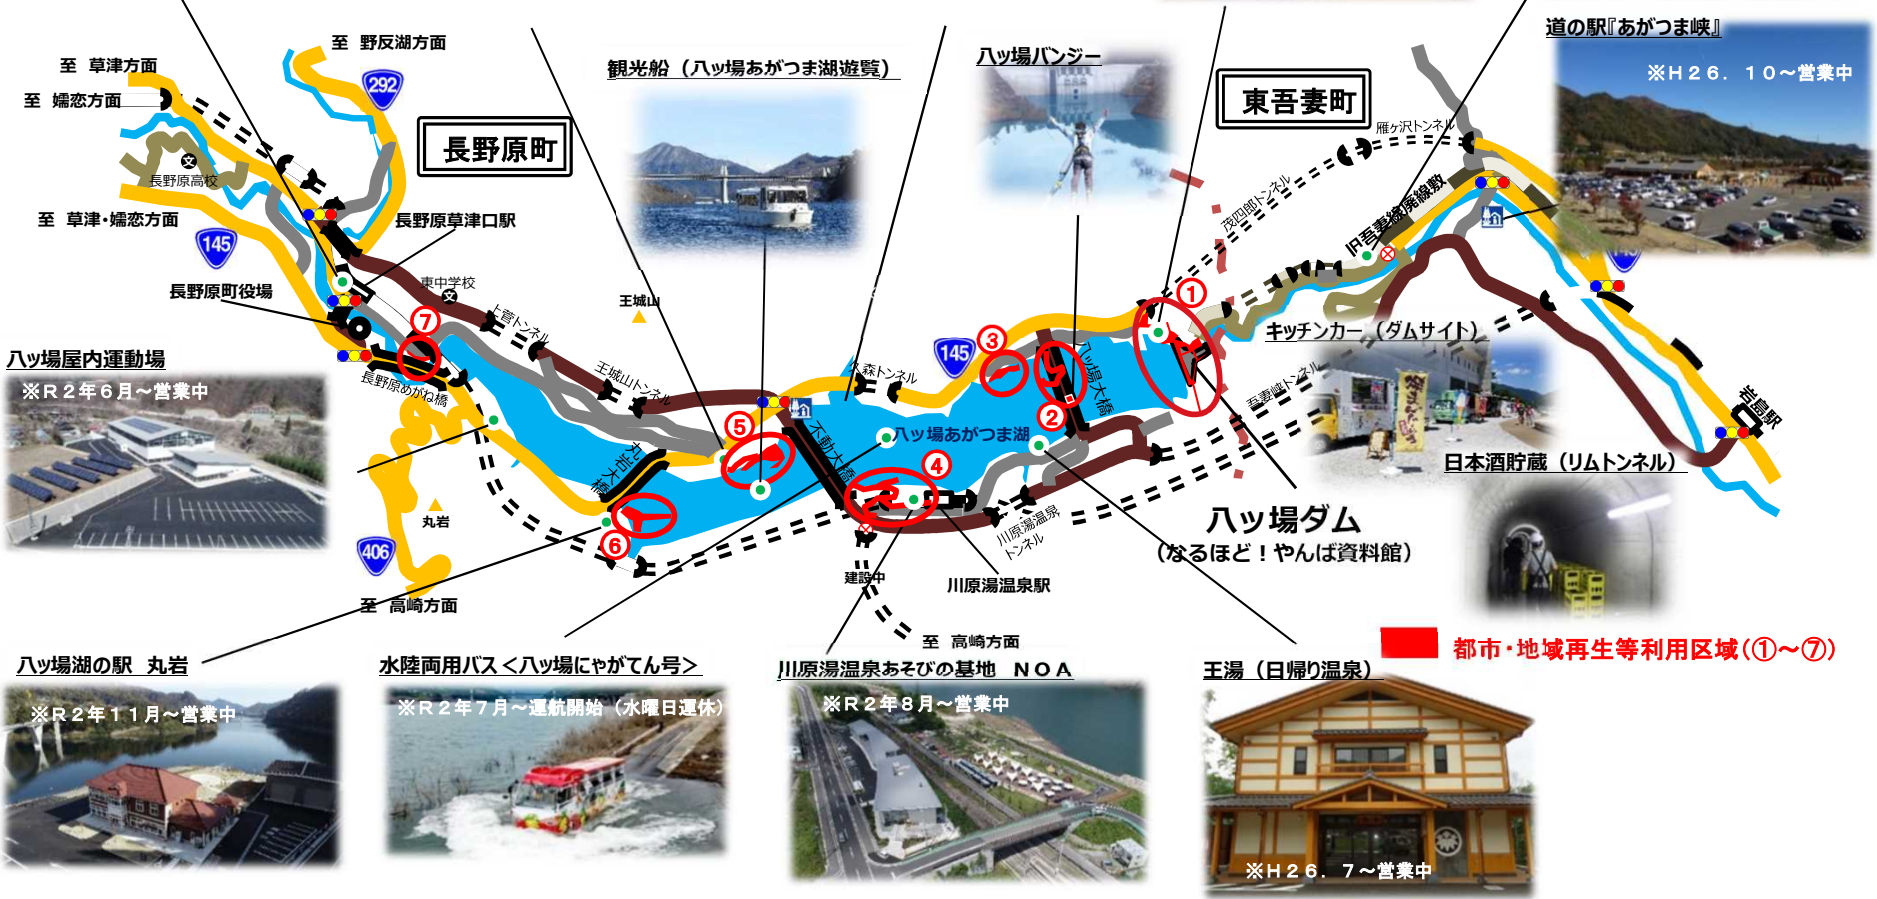 道の駅『あがつま峡』
※H26．10～営業中
至 野反湖方面
至 草津方面
至 嬬恋方面
292
長野原町
観光船（八ッ場あがつま湖遊覧）
八ッ場バンジー
東吾妻町
雁ヶ沢トンネル
文
長野原高校
至 草津・嬬恋方面
145
長野原草津口駅
茂四郎トンネル
JR吾妻線廃線敷
東中学校
文
長野原町役場
上菅トンネル
王城山
145
①
⑦
③
145
八ッ場屋内運動場
※R2年6月～営業中
長野原めがね橋
王城山トンネル
久森トンネル
八ッ場大橋
キッチンカー（ダムサイト）
吾妻峡トンネル
岩島駅
②
⑤
不動大橋
八ッ場あがつま湖
丸岩大橋
④
日本酒貯蔵（リムトンネル）
丸岩
⑥
406
川原湯温泉トンネル
八ッ場ダム
（なるほど！やんば資料館）
建設中
川原湯温泉駅
至 高崎方面
至 高崎方面
都市・地域再生等利用区域(①～⑦)
八ッ場湖の駅 丸岩
※R2年11月～営業中
水陸両用バス＜八ッ場にゃがてん号＞
※R2年7月～運航開始（水曜日運休）
川原湯温泉あそびの基地 NOA
※R2年8月～営業中
王湯（日帰り温泉）
※H26．7～営業中